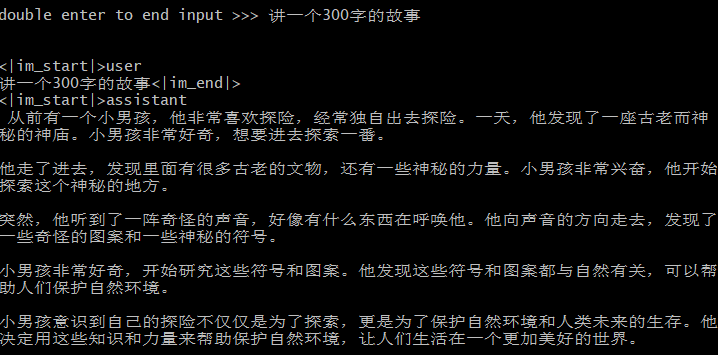 double enter to end input >>> 讲一个300字的故事
<|im_start|>user
讲一个300字的故事<|im_end|>
<|im_start|>assistant
从前有一个小男孩，他非常喜欢探险，经常独自出去探险。一天，他发现了一座古老而神
秘的神庙。小男孩非常好奇，想要进去探索一番。
他走了进去，发现里面有很多古老的文物，还有一些神秘的力量。小男孩非常兴奋，他开始
探索这个神秘的地方。
突然，他听到了一阵奇怪的声音，好像有什么东西在呼唤他。他向声音的方向走去，发现了
一些奇怪的图案和一些神秘的符号。
小男孩非常好奇，开始研究这些符号和图案。他发现这些符号和图案都与自然有关，可以帮
助人们保护自然环境。
小男孩意识到自己的探险不仅仅是为了探索，更是为了保护自然环境和人类未来的生存。他
决定用这些知识和力量来帮助保护自然环境，让人们生活在一个更加美好的世界。